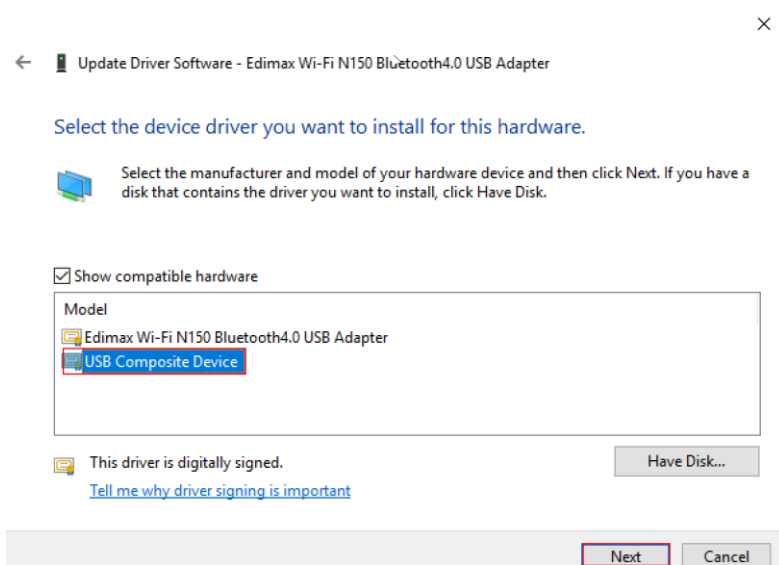 Update Driver Software - Edimax Wi-Fi N150 Bluetooth4.0 USB Adapter
Select the device driver you want to install for this hardware.
Select the manufacturer and model of your hardware device and then click Next. If you have a
disk that contains the driver you want to install, click Have Disk.
Show compatible hardware
Model
Edimax Wi-Fi N150 Bluetooth4.0 USB Adapter
USB Composite Device
This driver is digitally signed.
Have Disk...
Tell me why driver signing is important
Next
Cancel